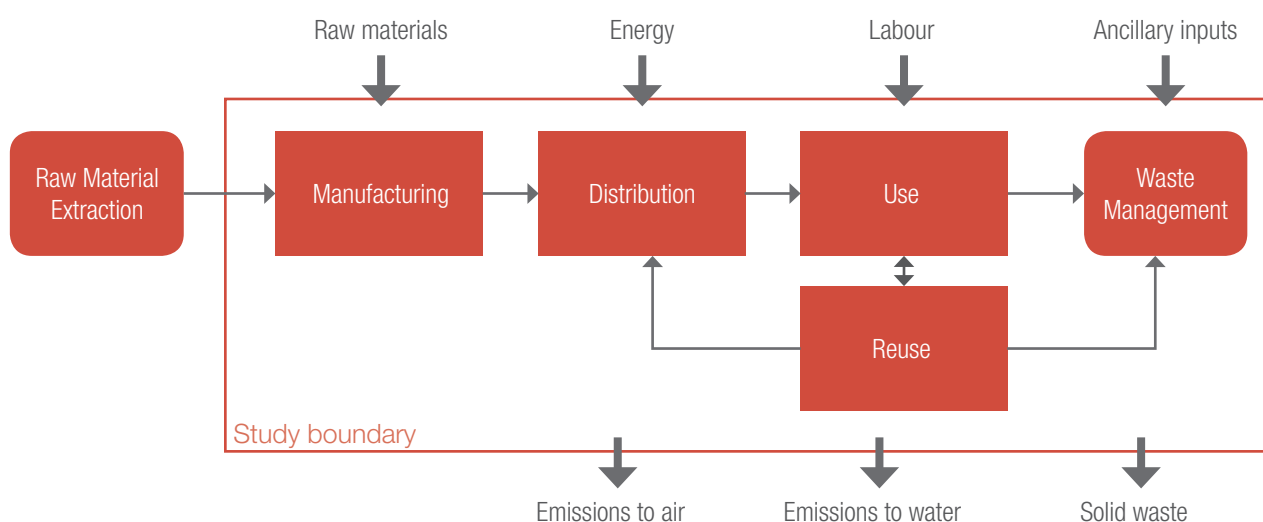 Raw materials
Energy
Labour
Ancillary inputs
Raw Material
Extraction
Manufacturing
Distribution
Use
Waste
Management
Reuse
Study boundary
Emissions to air
Emissions to water
Solid waste